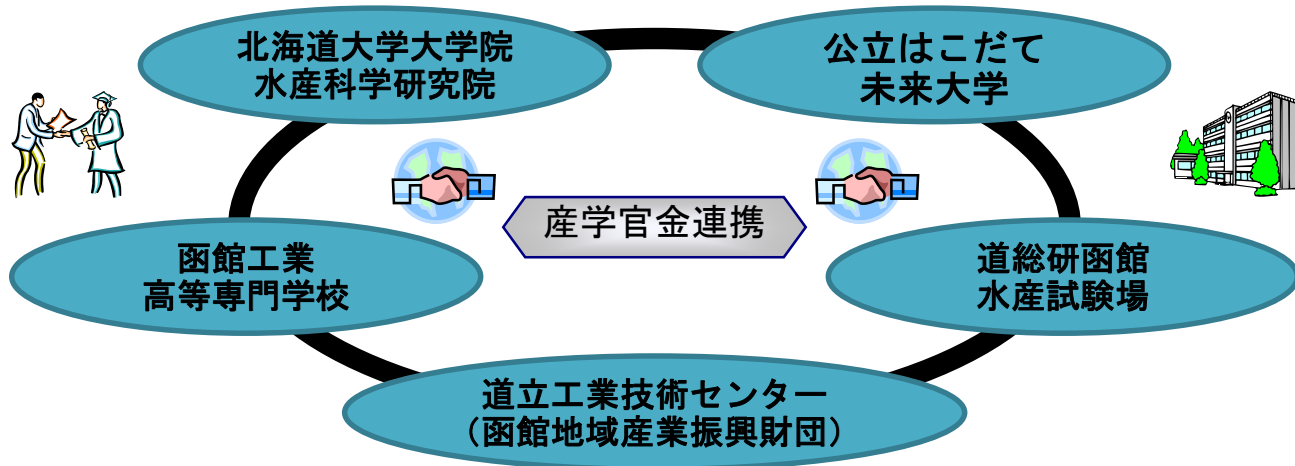 北海道大学大学院
水産科学研究院
公立はこだて
未来大学
産学官金連携
函館工業
高等専門学校
道総研函館
水産試験場
道立工業技術センター
（函館地域産業振興財団）